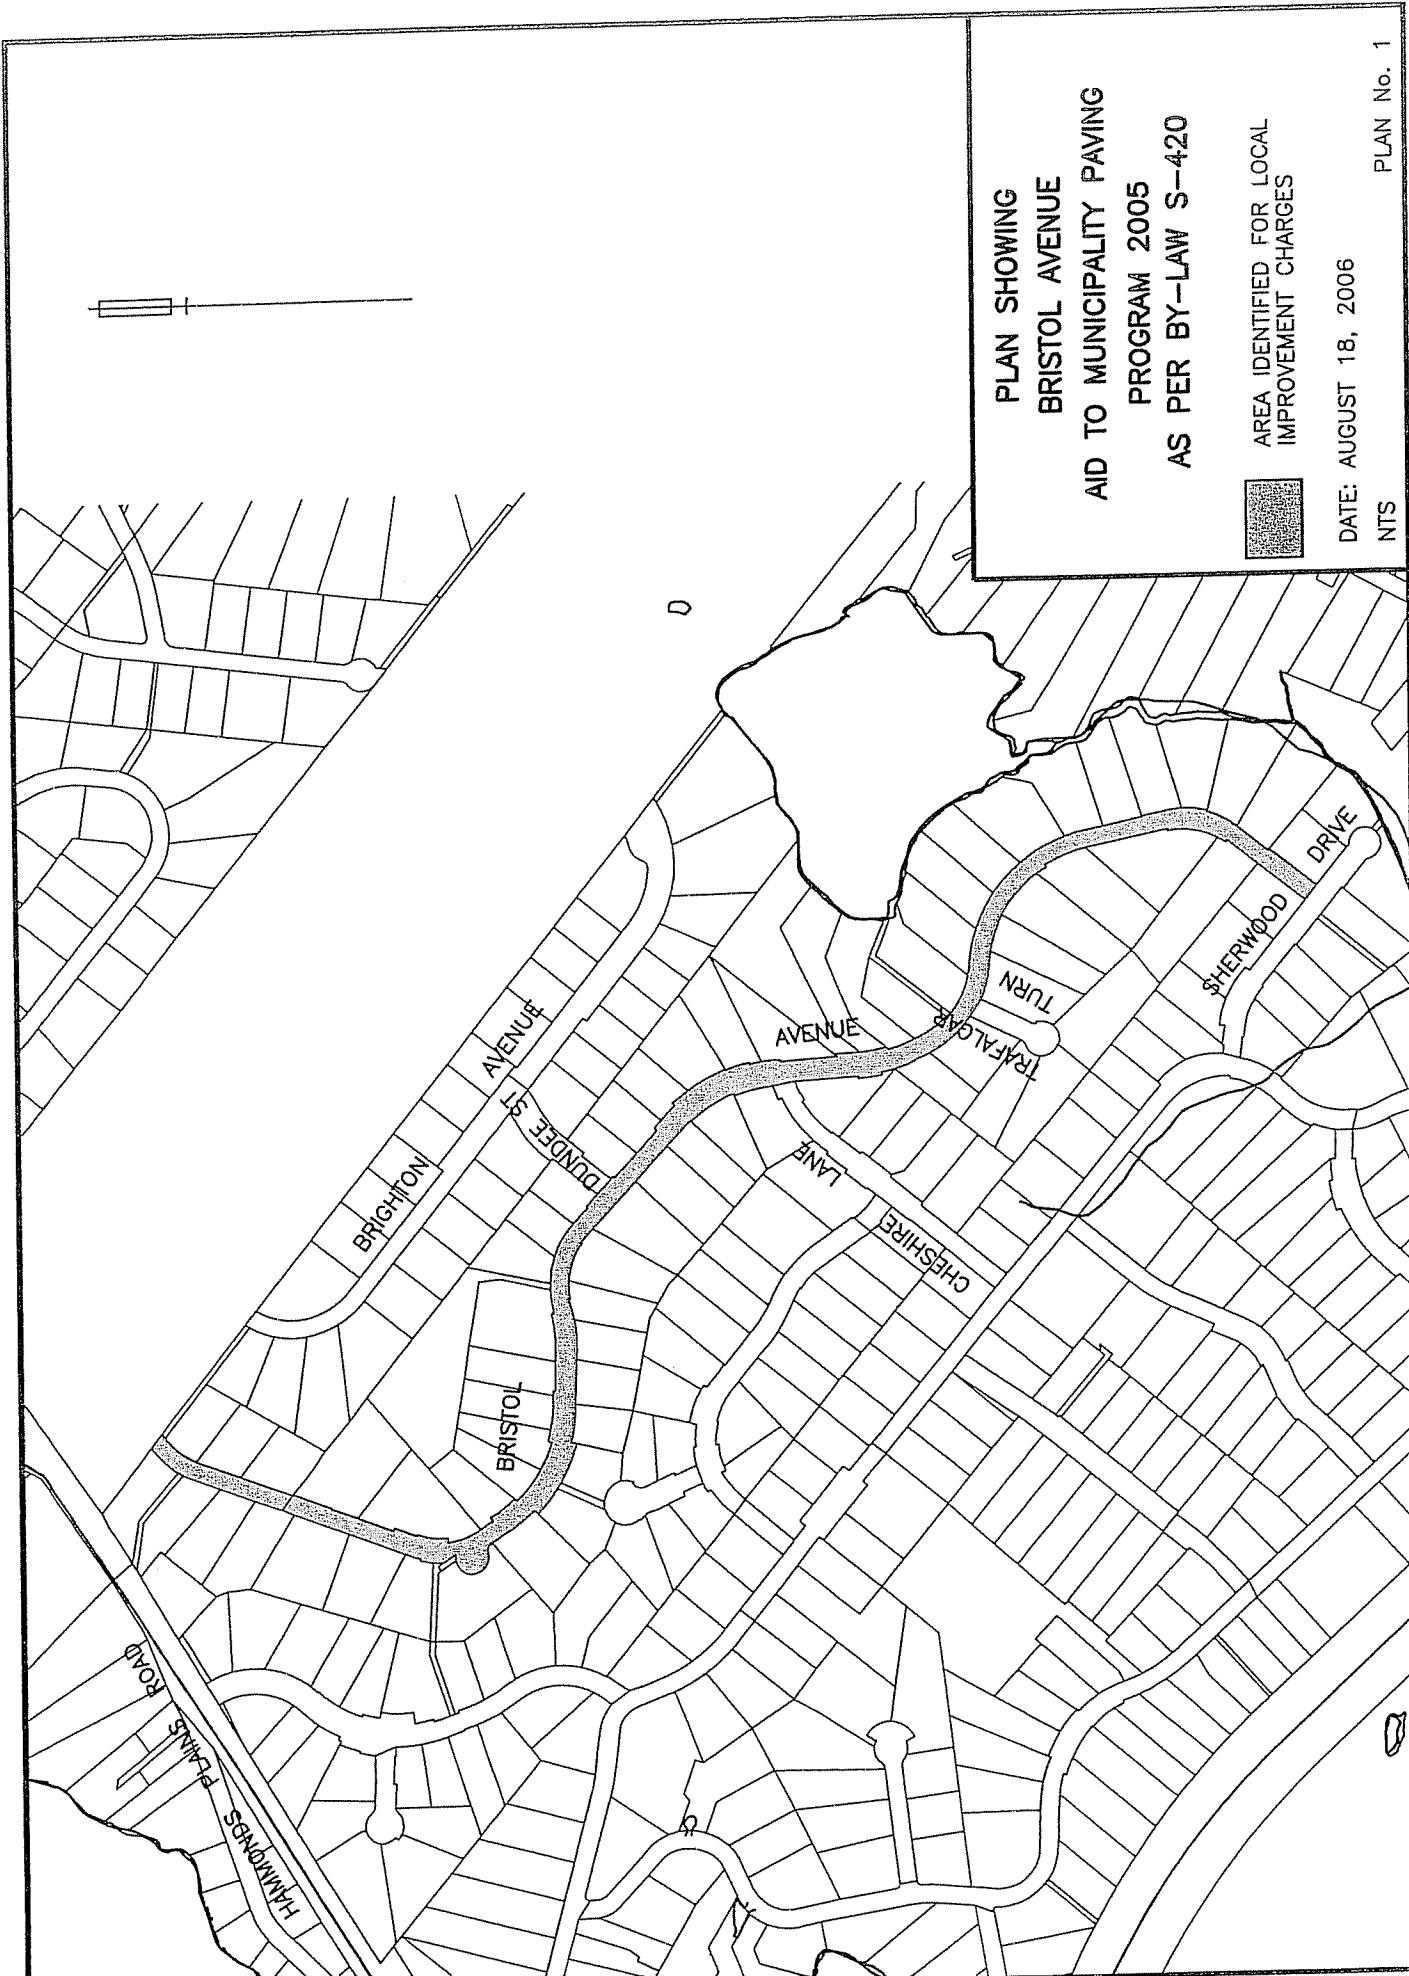 PLAN SHOWING
BRISTOL AVENUE
AID TO MUNICIPALITY PAVING
PROGRAM 2005
AS PER BY-LAW S-420
AREA IDENTIFIED FOR LOCAL
IMPROVEMENT CHARGES
DATE: AUGUST 18, 2006
NTS
PLAN No. 1
HAMMONDS PLAINS ROAD
BRISTOL
AVENUE
BRIGHTON
AVENUE
DUNDEE ST
CHESHIRE
LANE
TRAFALGAR
TURN
SHERWOOD
DRIVE